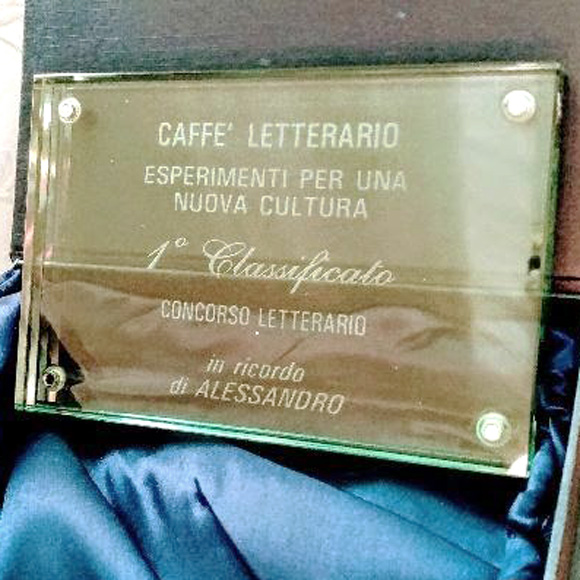 CAFFE' LETTERARIO
ESPERIMENTI PER UNA
NUOVA CULTURA
1° Classificato
CONCORSO LETTERARIO
in ricordo
di ALESSANDRO